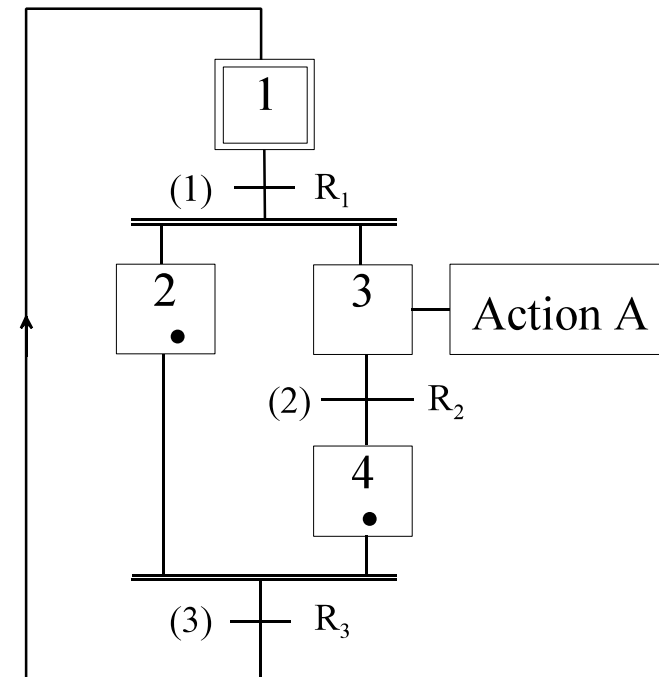 1
(1) R₁
2
3
Action A
(2) R₂
4
(3) R₃